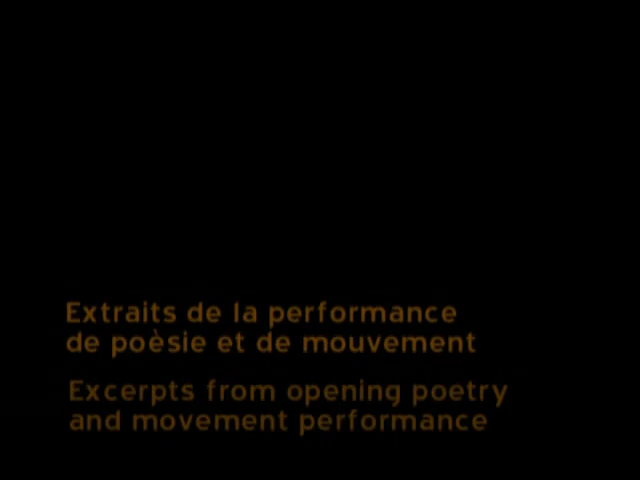 Extraits de la performance
de poèsie et de mouvement
Excerpts from opening poetry
and movement performance